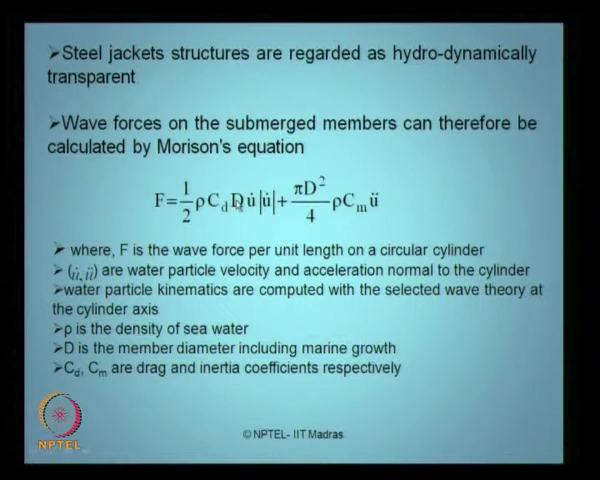 ➢Steel jackets structures are regarded as hydro-dynamically
transparent
➢Wave forces on the submerged members can therefore be
calculated by Morison's equation
F=1/2 ρC_d D u̇|u̇|+πD²/4 ρC_m ü
➢ where, F is the wave force per unit length on a circular cylinder
➢ (u̇, ü) are water particle velocity and acceleration normal to the cylinder
➢water particle kinematics are computed with the selected wave theory at
the cylinder axis
➢ρ is the density of sea water
➢D is the member diameter including marine growth
➢C_d, C_m are drag and inertia coefficients respectively
NPTEL
© NPTEL- IIT Madras